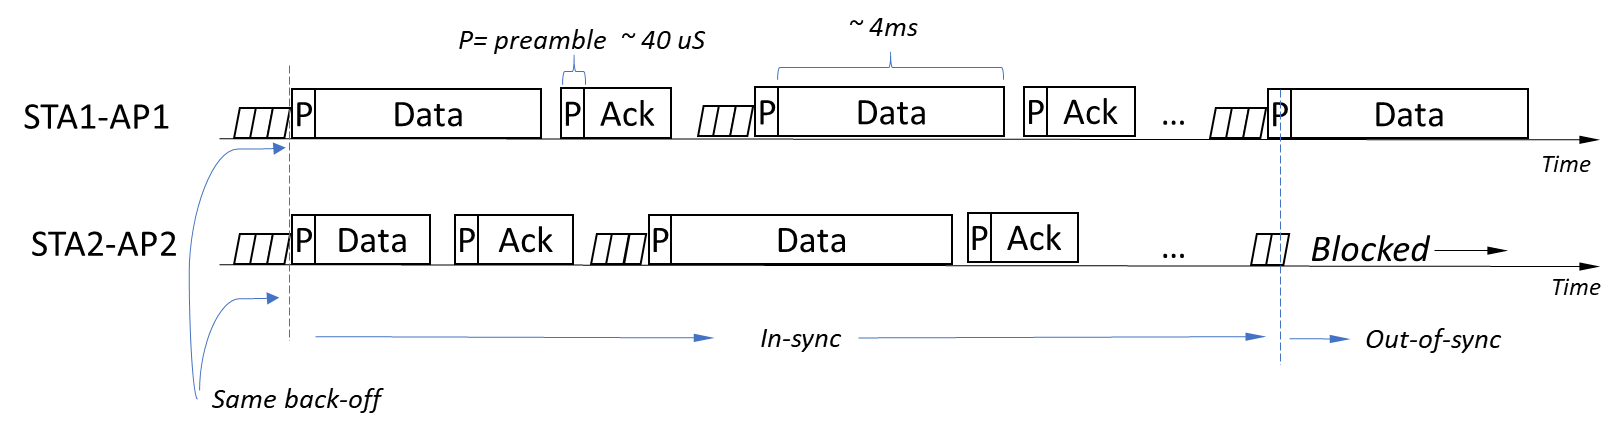 P= preamble ~ 40 uS
~ 4ms
STA1-AP1
P Data P Ack P Data P Ack ... P Data
Time
STA2-AP2
P Data P Ack P Data P Ack ... Blocked
Time
In-sync
Out-of-sync
Same back-off